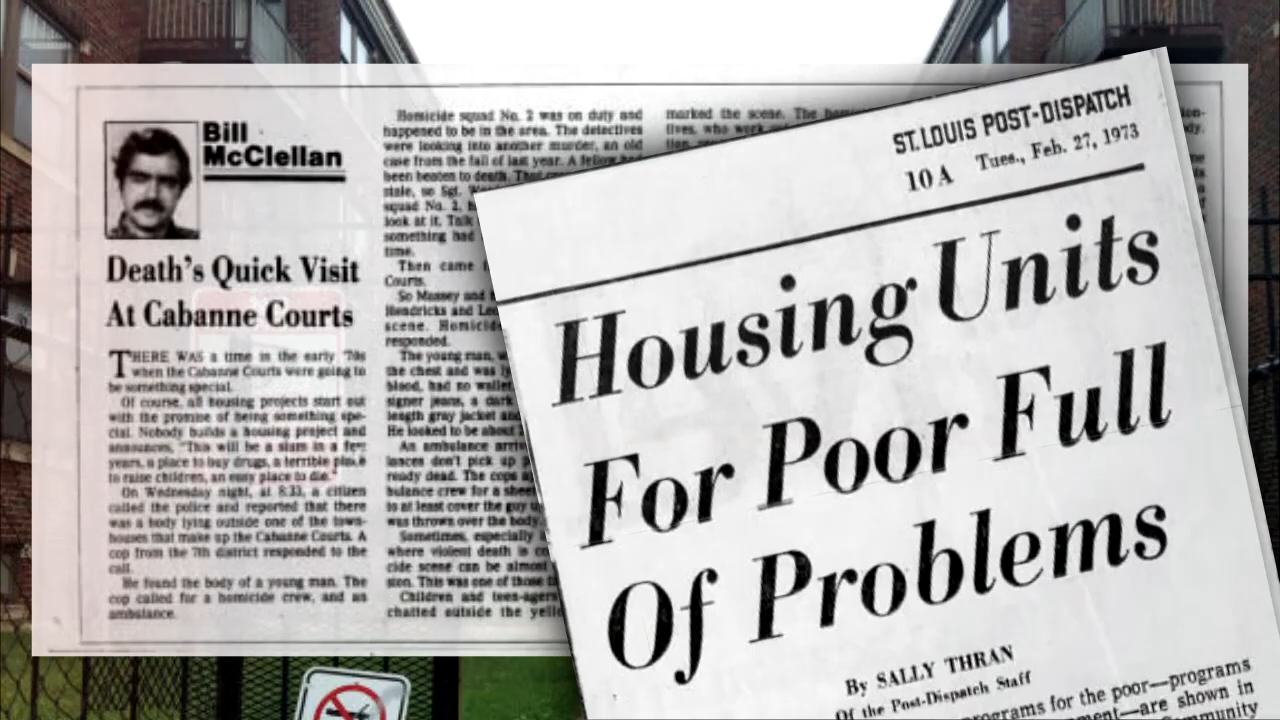 Bill
McClellan
Death's Quick Visit
At Cabanne Courts
THERE WAS a time in the early '70s
when the Cabanne Courts were going to
be something special.
Of course, all housing projects start out
with the promise of being something spe-
cial. Nobody builds a housing project and
announces, "This will be a slum in a few
years, a place to buy drugs, a terrible place
to raise children, an easy place to die."
On Wednesday night, at 8:33, a citizen
called the police and reported that there
was a body lying outside one of the town-
houses that make up the Cabanne Courts. A
cop from the 7th district responded to the
call.
He found the body of a young man. The
cop called for a homicide crew, and an
ambulance.
Homicide squad No. 2 was on duty and
happened to be in the area. The detectives
were looking into another murder, an old
case from the fall of last year. A fellow had
been beaten to death. That
stale, so Sgt.
squad No. 2,
look at it. Talk
something had
time.
Then came
Courts.
So Massey and
Hendricks and
scene. Homicide
responded.
The young man, w
the chest and was
blood, had no wallet
signer jeans, a dark
length gray jacket and
He looked to be about
An ambulance
lances don't pick up
ready dead. The cops
bulance crew for a sheet
to at least cover the guy
was thrown over the body.
Sometimes, especially
where violent death is
cide scene can be almost
sion. This was one of those
Children and teen-agers
chatted outside the
marked the scene. The
tives, who work
ST. LOUIS POST-DISPATCH
10 A Tues., Feb. 27, 1973
Housing Units
For Poor Full
Of Problems
By SALLY THRAN
Of the Post-Dispatch Staff
programs for the poor—programs
ment—are shown in